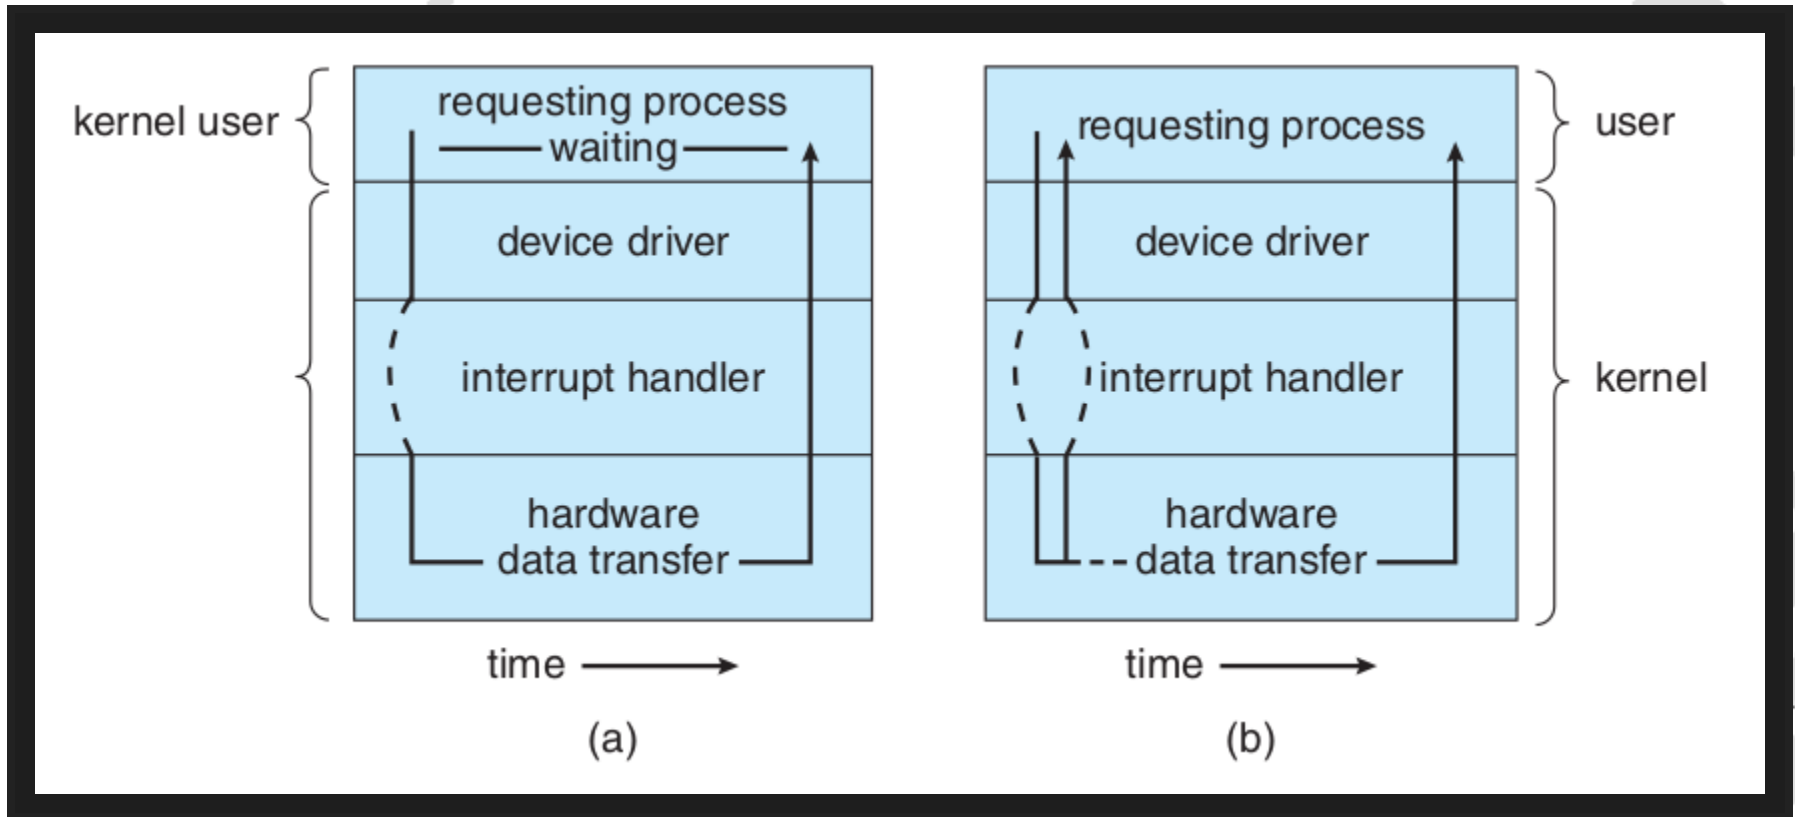 kernel user
requesting process
waiting
device driver
interrupt handler
hardware
data transfer
time
(a)
requesting process
device driver
interrupt handler
hardware
data transfer
time
(b)
user
kernel